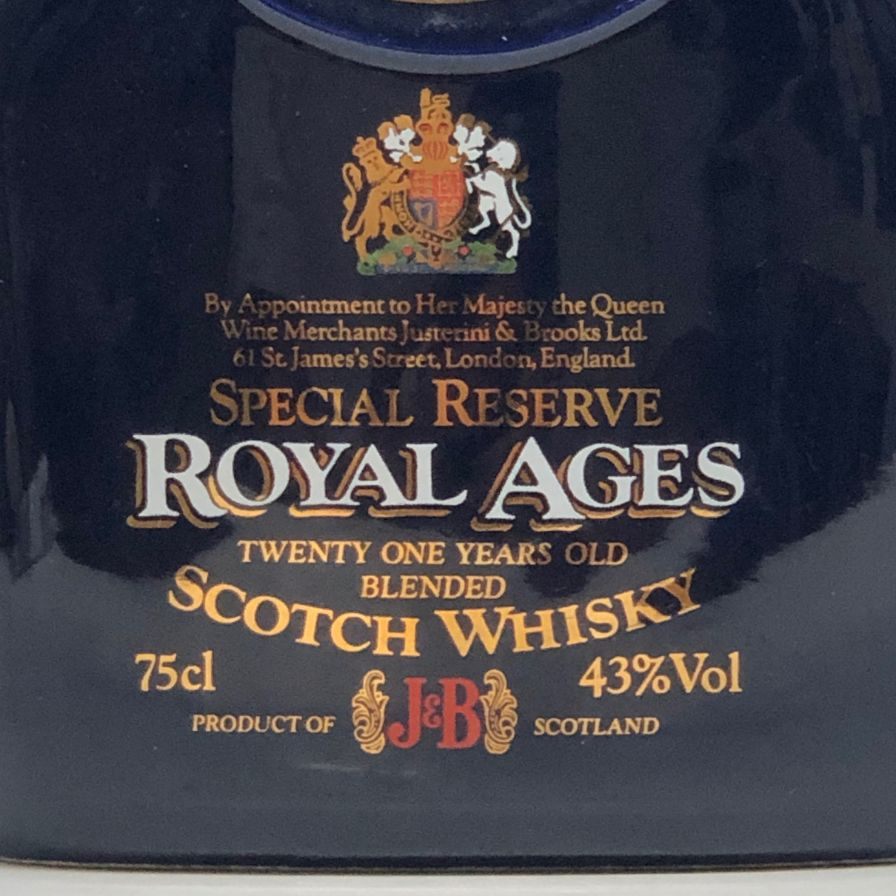 By Appointment to Her Majesty the Queen
Wine Merchants Justerini & Brooks Ltd.
61 St. James's Street, London, England.
SPECIAL RESERVE
ROYAL AGES
TWENTY ONE YEARS OLD
BLENDED
SCOTCH WHISKY
75cl 43%Vol
PRODUCT OF J&B SCOTLAND